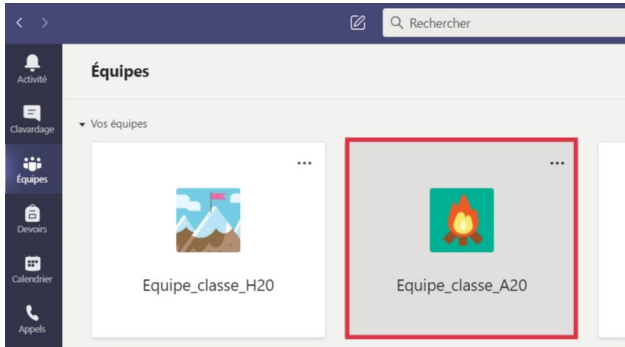 Rechercher
Activité
Équipes
Clavardage
Vos équipes
Équipes
Devoirs
Calendrier
Equipe_classe_H20
Equipe_classe_A20
Appels